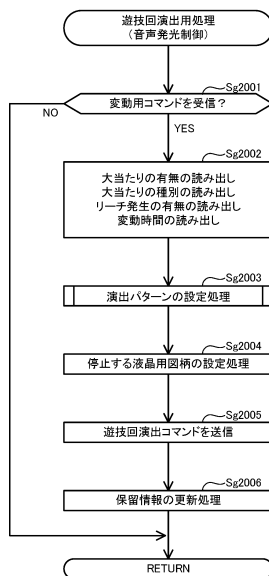 遊技回演出用処理
（音声発光制御）
Sg2001
変動用コマンドを受信？
NO
YES
Sg2002
大当たりの有無の読み出し
大当たりの種別の読み出し
リーチ発生の有無の読み出し
変動時間の読み出し
Sg2003
演出パターンの設定処理
Sg2004
停止する液晶用図柄の設定処理
Sg2005
遊技回演出コマンドを送信
Sg2006
保留情報の更新処理
RETURN